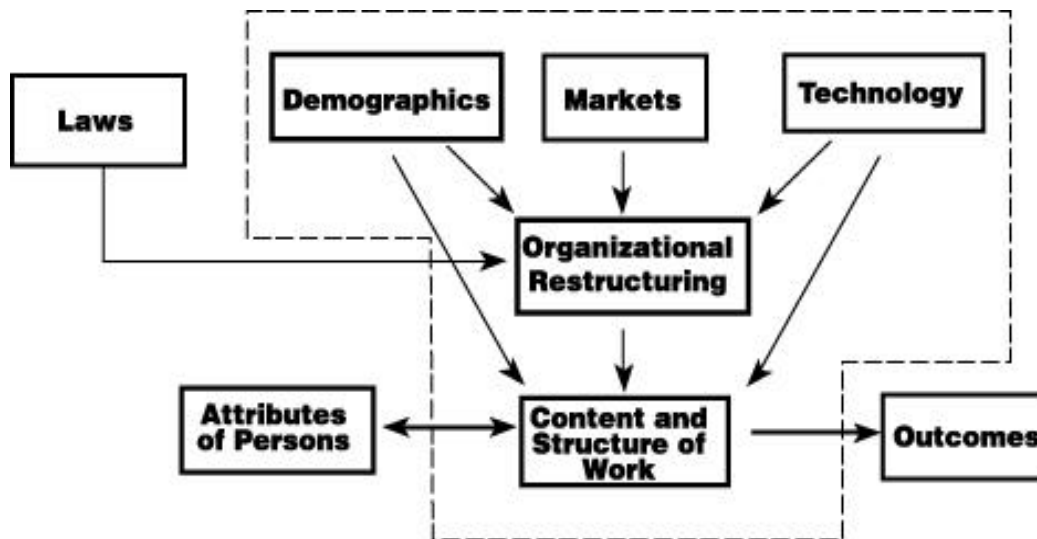 Laws
Demographics
Markets
Technology
Organizational
Restructuring
Attributes
of Persons
Content and
Structure of
Work
Outcomes